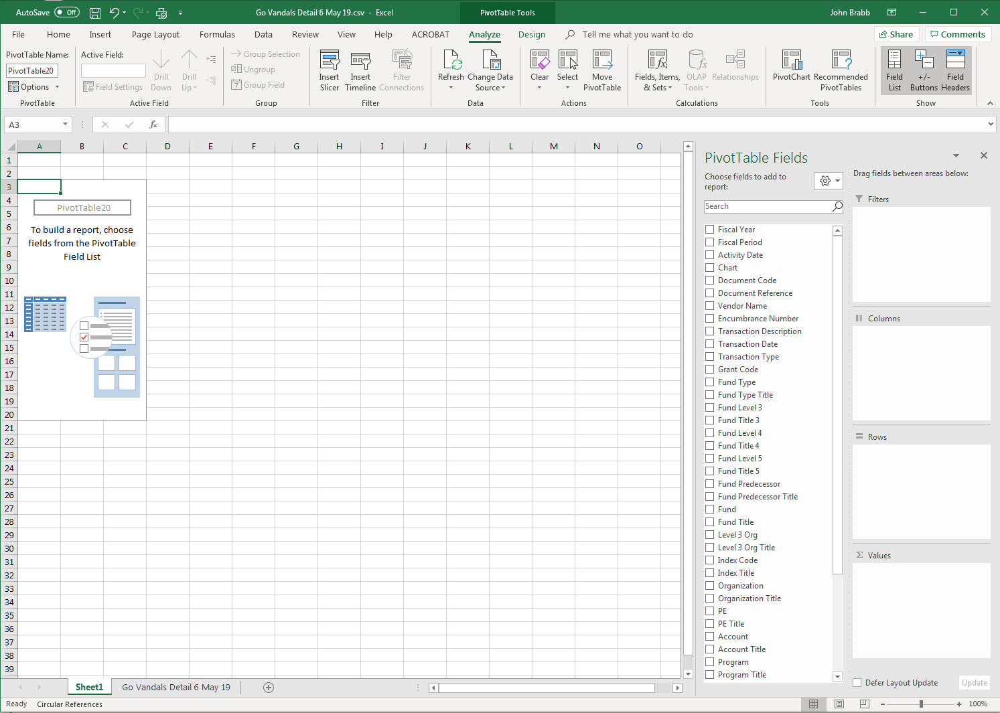 AutoSave Off Go Vandals Detail 6 May 19.csv - Excel PivotTable Tools John Brabb
File Home Insert Page Layout Formulas Data Review View Help ACROBAT Analyze Design Tell me what you want to do Share Comments
PivotTable Name:
PivotTable20
Options
PivotTable
Active Field:
Field Settings
Drill Down
Drill Up
Active Field
Group Selection
Ungroup
Group Field
Group
Insert Slicer
Insert Timeline
Filter Connections
Filter
Refresh
Change Data Source
Data
Clear
Select
Move PivotTable
Actions
Fields, Items, & Sets
OLAP Tools
Relationships
Calculations
PivotChart
Recommended PivotTables
Tools
Field List
+/- Buttons
Field Headers
Show
A3
fx
A B C D E F G H I J K L M N O
1
2
3
4
5
6
7
8
9
10
11
12
13
14
15
16
17
18
19
20
21
22
23
24
25
26
27
28
29
30
31
32
33
34
35
36
37
38
39
PivotTable20
To build a report, choose
fields from the PivotTable
Field List
PivotTable Fields
Choose fields to add to
report:
Search
Fiscal Year
Fiscal Period
Activity Date
Chart
Document Code
Document Reference
Vendor Name
Encumbrance Number
Transaction Description
Transaction Date
Transaction Type
Grant Code
Fund Type
Fund Type Title
Fund Level 3
Fund Title 3
Fund Level 4
Fund Title 4
Fund Level 5
Fund Title 5
Fund Predecessor
Fund Predecessor Title
Fund
Fund Title
Level 3 Org
Level 3 Org Title
Index Code
Index Title
Organization
Organization Title
PE
PE Title
Account
Account Title
Program
Program Title
Drag fields between areas below:
Filters
Columns
Rows
Σ Values
Defer Layout Update Update
Sheet1 Go Vandals Detail 6 May 19
Ready Circular References 100%